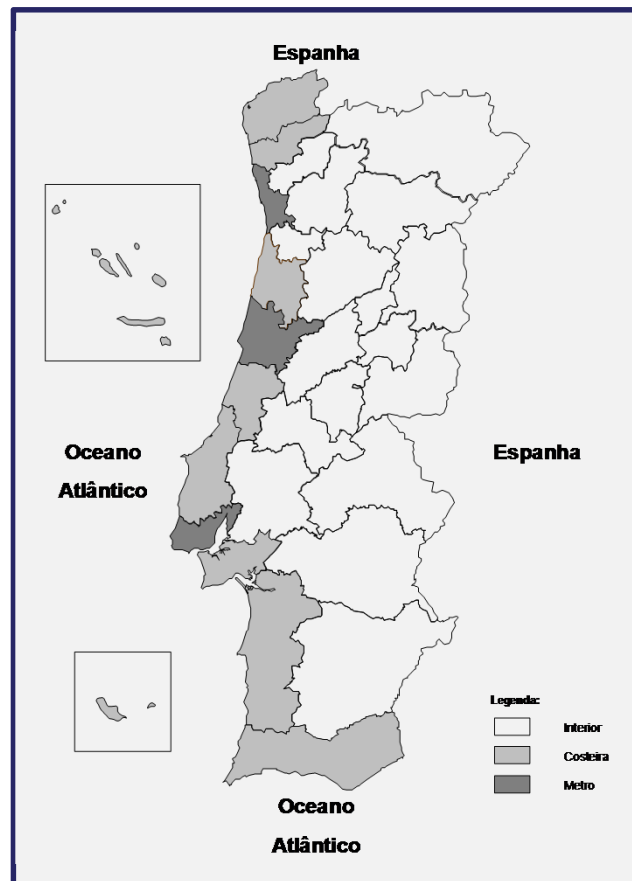 Espanha
Oceano
Atlântico
Espanha
Legenda:
Interior
Costeira
Metro
Oceano
Atlântico